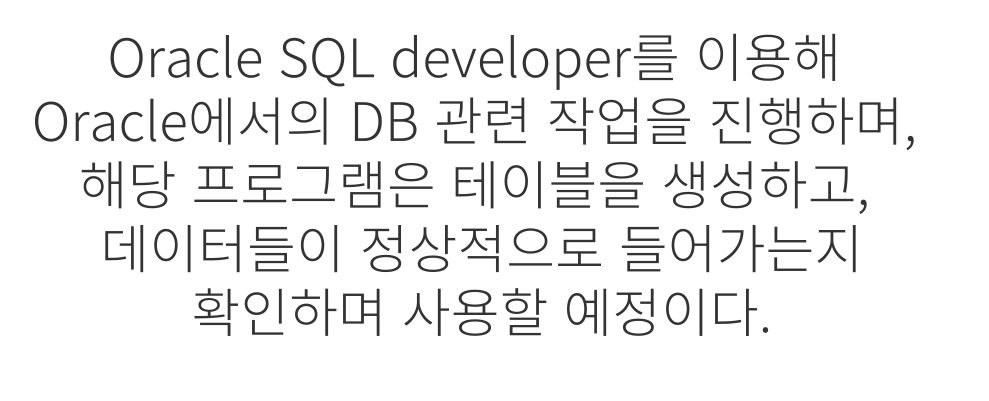 Oracle SQL developer를 이용해
Oracle에서의 DB 관련 작업을 진행하며,
해당 프로그램은 테이블을 생성하고,
데이터들이 정상적으로 들어가는지
확인하며 사용할 예정이다.